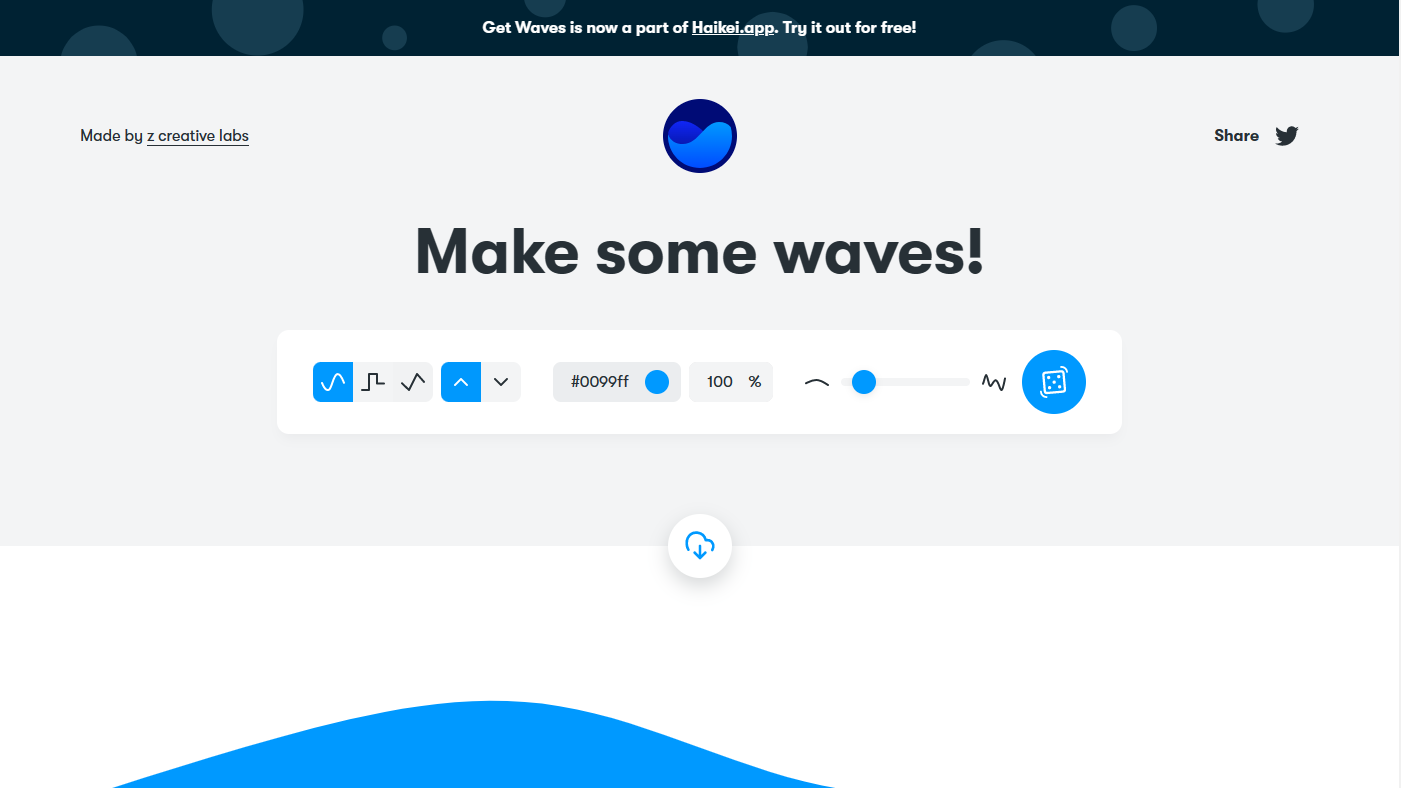 Get Waves is now a part of Haikei.app. Try it out for free!
Made by z creative labs
Share
Make some waves!
#0099ff
100 %